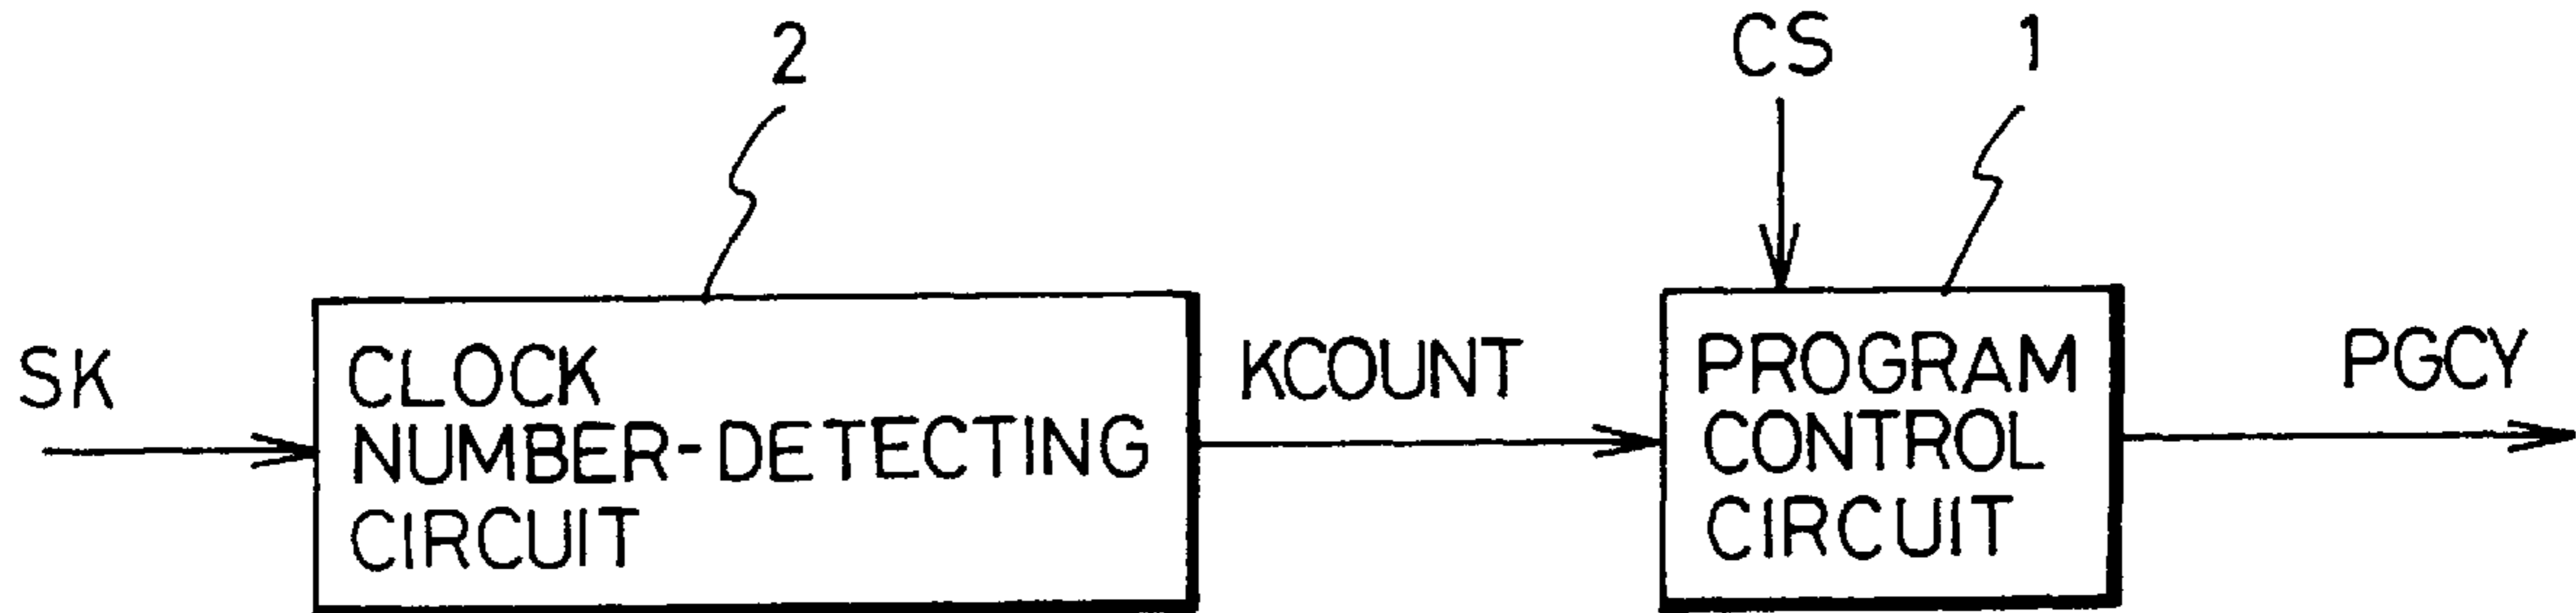 2
CS
1
SK
CLOCK
NUMBER-DETECTING
CIRCUIT
KCOUNT
PROGRAM
CONTROL
CIRCUIT
PGCY